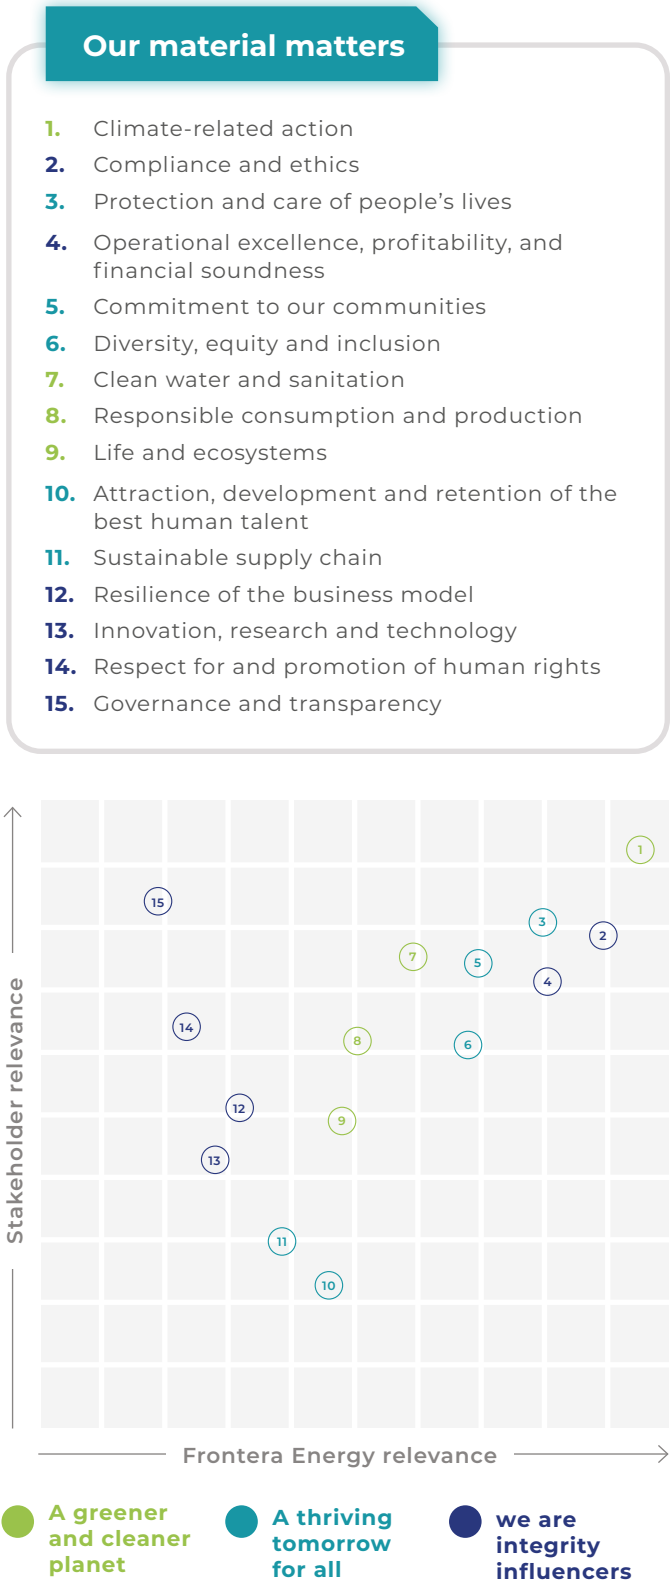 Our material matters
1. Climate-related action
2. Compliance and ethics
3. Protection and care of people’s lives
4. Operational excellence, profitability, and
financial soundness
5. Commitment to our communities
6. Diversity, equity and inclusion
7. Clean water and sanitation
8. Responsible consumption and production
9. Life and ecosystems
10. Attraction, development and retention of the
best human talent
11. Sustainable supply chain
12. Resilience of the business model
13. Innovation, research and technology
14. Respect for and promotion of human rights
15. Governance and transparency
Stakeholder relevance
1
15
3
2
7
5
4
14
8
6
12
9
13
11
10
Frontera Energy relevance
A greener
and cleaner
planet
A thriving
tomorrow
for all
we are
integrity
influencers